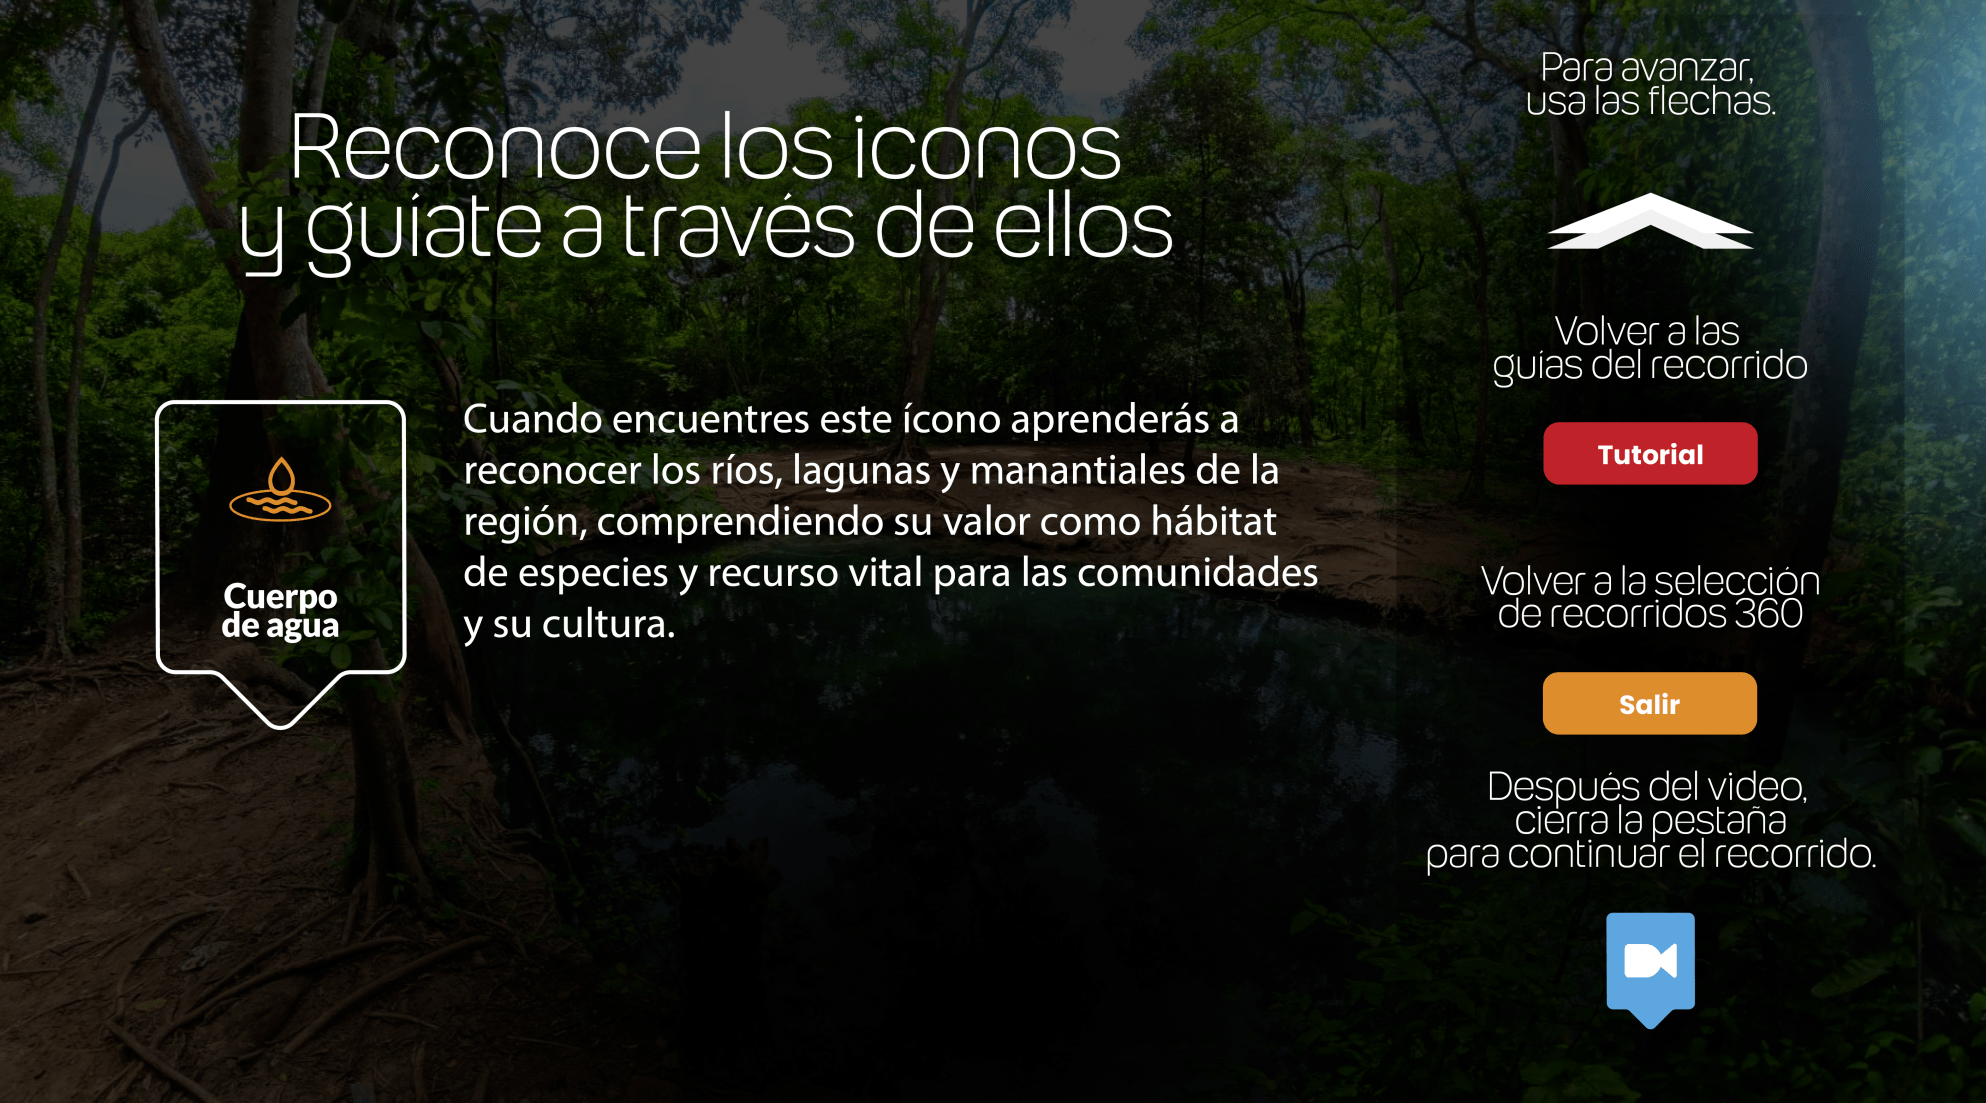 Reconoce los iconos
y guíate a través de ellos
Cuerpo
de agua
Cuando encuentres este ícono aprenderás a
reconocer los ríos, lagunas y manantiales de la
región, comprendiendo su valor como hábitat
de especies y recurso vital para las comunidades
y su cultura.
Para avanzar,
usa las flechas.
Volver a las
guías del recorrido
Tutorial
Volver a la selección
de recorridos 360
Salir
Después del video,
cierra la pestaña
para continuar el recorrido.